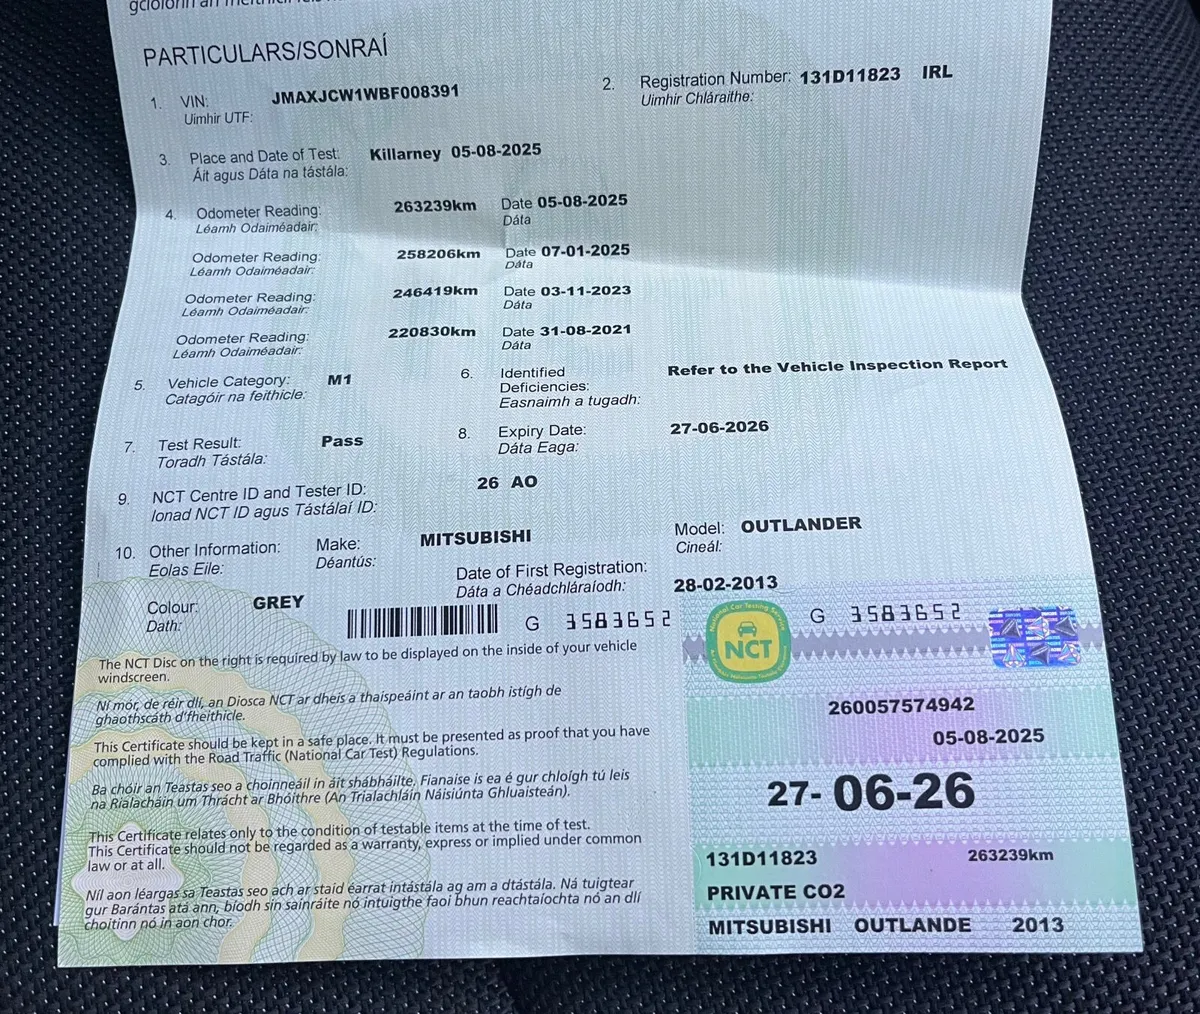 PARTICULARS/SONRAÍ
1. VIN: JMAXJCW1WBF008391
Uimhir UTF:
2. Registration Number: 131D11823 IRL
Uimhir Chláraithe:
3. Place and Date of Test: Killarney 05-08-2025
Áit agus Dáta na tástála:
4. Odometer Reading: 263239km Date 05-08-2025
Léamh Odaiméadair: Dáta
Odometer Reading: 258206km Date 07-01-2025
Léamh Odaiméadair: Dáta
Odometer Reading: 246419km Date 03-11-2023
Léamh Odaiméadair: Dáta
Odometer Reading: 220830km Date 31-08-2021
Léamh Odaiméadair: Dáta
5. Vehicle Category: M1
Catagóir na feithicle:
6. Identified
Deficiencies:
Easnaimh a tugadh:
Refer to the Vehicle Inspection Report
7. Test Result: Pass
Toradh Tástála:
8. Expiry Date: 27-06-2026
Dáta Eaga:
9. NCT Centre ID and Tester ID: 26 AO
Ionad NCT ID agus Tástálaí ID:
10. Other Information:
Eolas Eile:
Make: MITSUBISHI
Déantús:
Model: OUTLANDER
Cineál:
Date of First Registration: 28-02-2013
Dáta a Chéadchláraíodh:
Colour: GREY
Dath:
G 3583652
The NCT Disc on the right is required by law to be displayed on the inside of your vehicle
windscreen.
Ní mór, de réir dlí, an Diosca NCT ar dheis a thaispeáint ar an taobh istigh de
ghaothscáth d'fheithicle.
This Certificate should be kept in a safe place. It must be presented as proof that you have
complied with the Road Traffic (National Car Test) Regulations.
Ba chóir an Teastas seo a choinneáil in áit shábháilte, Fianaise is ea é gur chloígh tú leis
na Rialacháin um Thrácht ar Bhóithre (An Trialachláin Náisiúnta Ghluaisteán).
This Certificate relates only to the condition of testable items at the time of test.
This Certificate should not be regarded as a warranty, express or implied under common
law or at all.
Níl aon léargas sa Teastas seo ach ar staid éarrat intástála ag am a dtástála. Ná tuigtear
gur Barántas atá ann, bíodh sin sainráite nó intuigthe faoi bhun reachtaíochta nó an dlí
choitinn nó in aon chor.
National Car Testing Service
NCT
G 3583652
260057574942
05-08-2025
27- 06-26
131D11823 263239km
PRIVATE CO2
MITSUBISHI OUTLANDE 2013